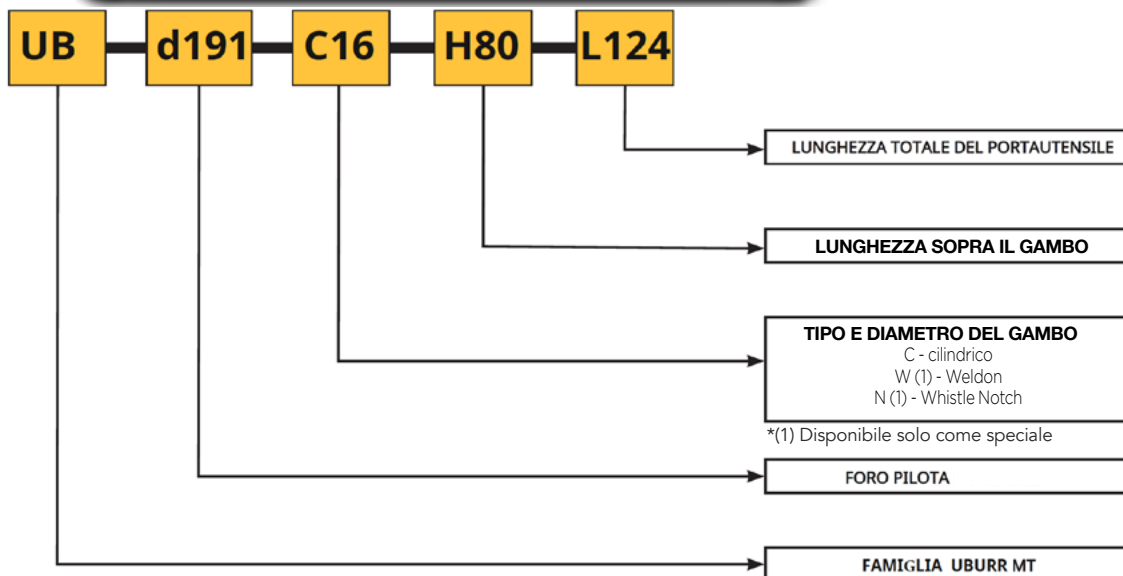 UB d191 C16 H80 L124
LUNGHEZZA TOTALE DEL PORTAUTENSILE
LUNGHEZZA SOPRA IL GAMBO
TIPO E DIAMETRO DEL GAMBO
C - cilindrico
W (1) - Weldon
N (1) - Whistle Notch
*(1) Disponibile solo come speciale
FORO PILOTA
FAMIGLIA UBURR MT